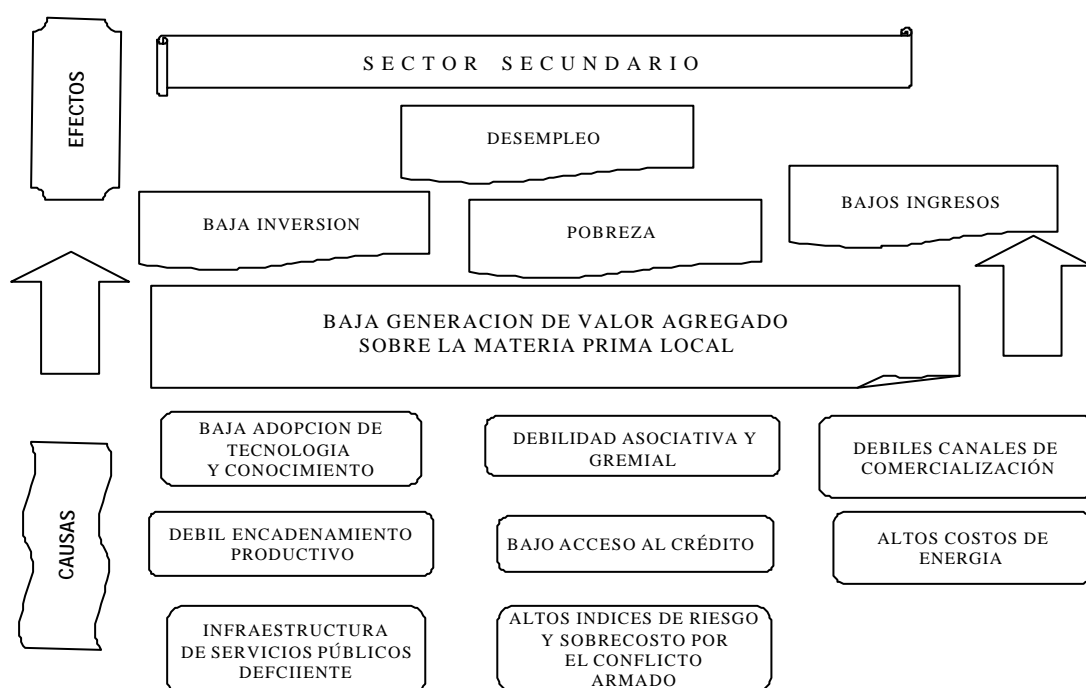 EFECTOS
SECTOR SECUNDARIO
DESEMPLEO
BAJA INVERSION
POBREZA
BAJOS INGRESOS
BAJA GENERACION DE VALOR AGREGADO
SOBRE LA MATERIA PRIMA LOCAL
CAUSAS
BAJA ADOPCION DE
TECNOLOGIA
Y CONOCIMIENTO
DEBILIDAD ASOCIATIVA Y
GREMIAL
DEBILES CANALES DE
COMERCIALIZACIÓN
DEBIL ENCADENAMIENTO
PRODUCTIVO
BAJO ACCESO AL CRÉDITO
ALTOS COSTOS DE
ENERGIA
INFRAESTRUCTURA
DE SERVICIOS PÚBLICOS
DEFCIIENTE
ALTOS INDICES DE RIESGO
Y SOBRECOSTO POR
EL CONFLICTO
ARMADO